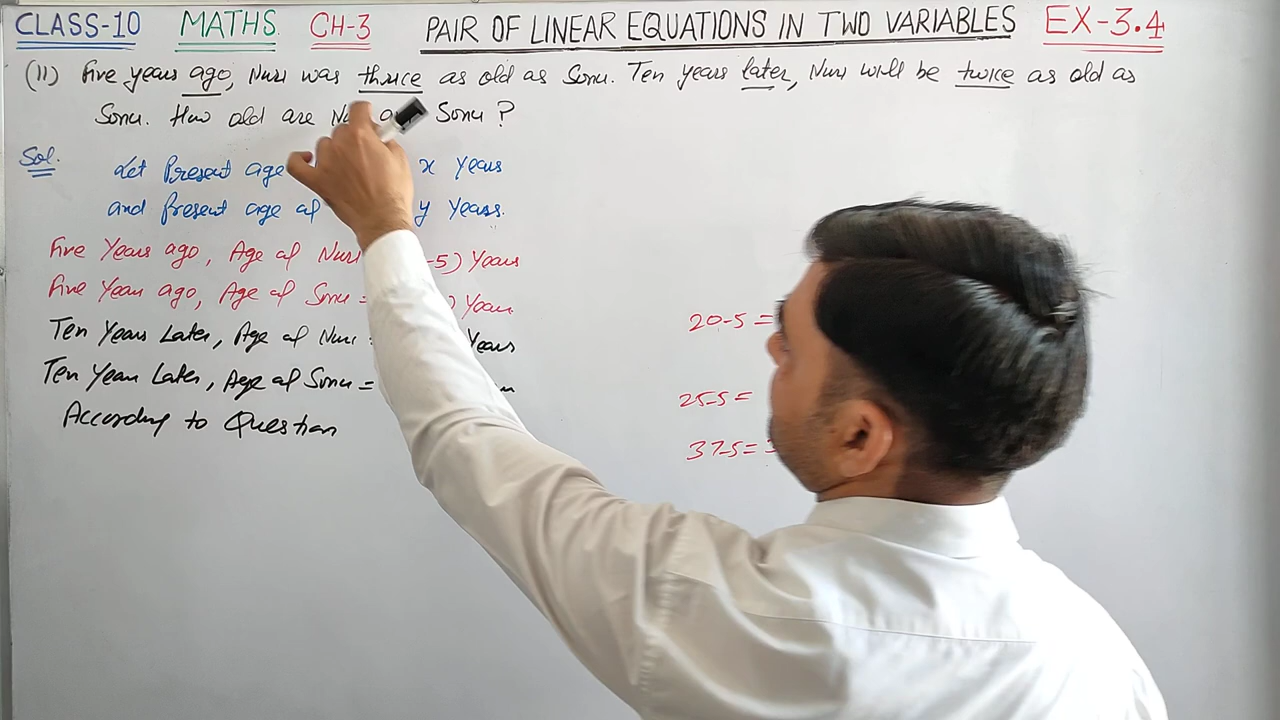 CLASS-10 MATHS CH-3 PAIR OF LINEAR EQUATIONS IN TWO VARIABLES EX-3.4
(11) Five years ago, Nuri was thrice as old as Sonu. Ten years later, Nuri will be twice as old as
Sonu. How old are Sonu ?
Sol. Let Present age x years
and Present age of y years.
Five years ago, Age of Nuri -5) years
Five years ago, Age of Sonu = ) years
Ten years Later, Age of Nuri years
Ten years Later, Age of Sonu =
According to Question
20-5 =
25-5 =
37-5 =